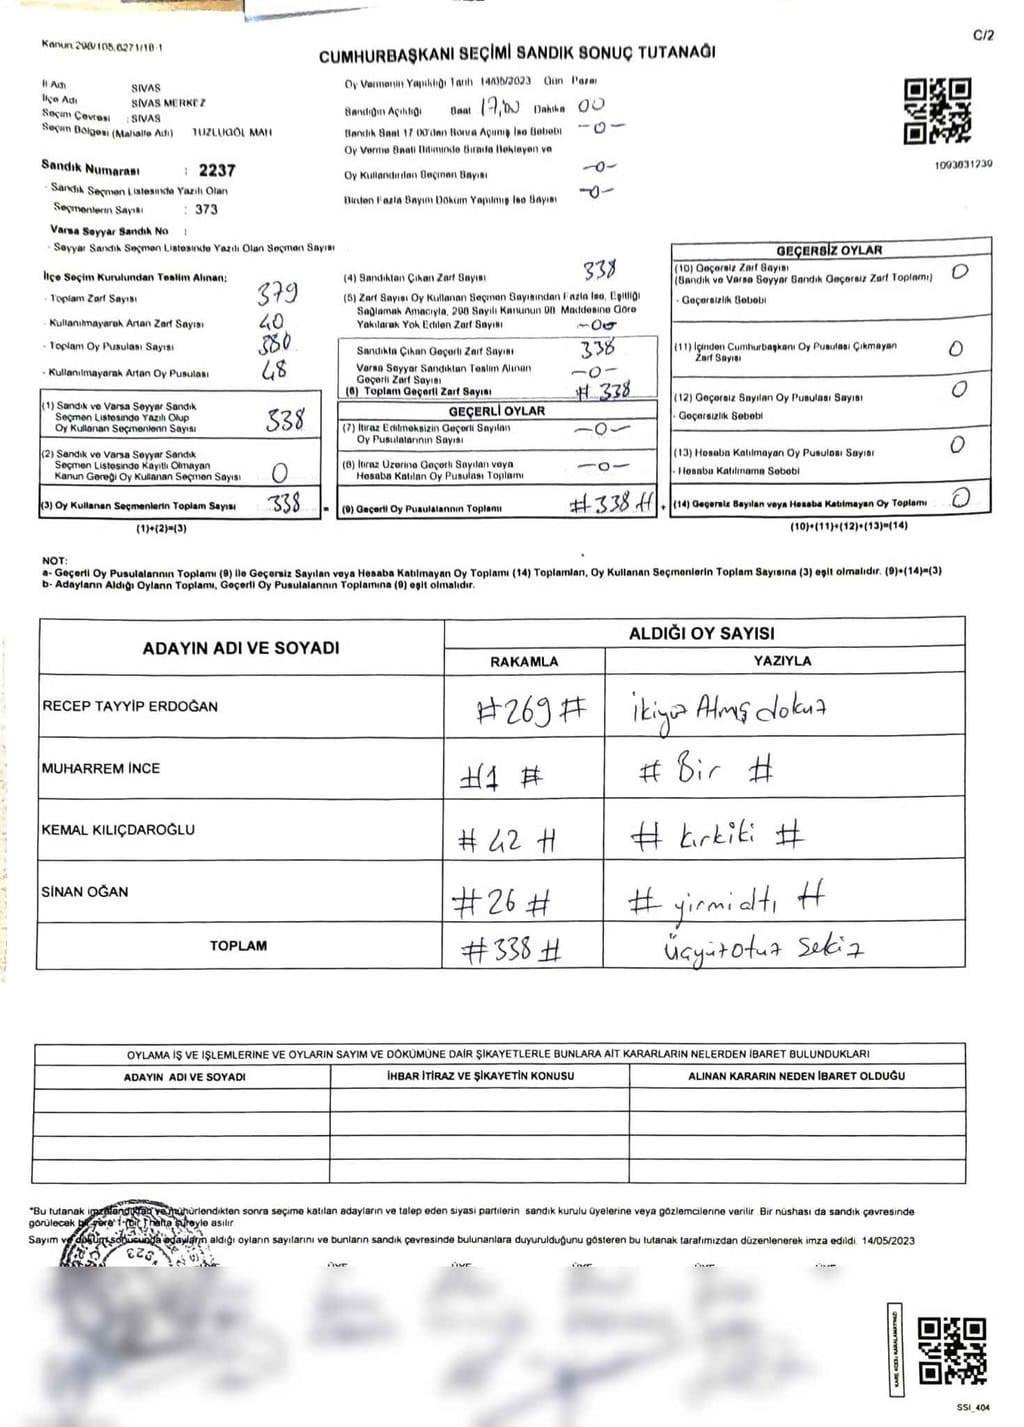 Kanun 298/105,6271/18-1
C/2
CUMHURBAŞKANI SEÇİMİ SANDIK SONUÇ TUTANAĞI
İl Adı : SİVAS
İlçe Adı : SİVAS MERKEZ
Seçim Çevresi : SİVAS
Seçim Bölgesi (Mahalle Adı) TUZLUGÖL MAH
Sandık Numarası : 2237
- Sandık Seçmen Listesinde Yazılı Olan
Seçmenlerin Sayısı : 373
Varsa Seyyar Sandık No :
- Seyyar Sandık Seçmen Listesinde Yazılı Olan Seçmen Sayısı
Oy Vermenin Yapıldığı Tarih 14/05/2023 Gün Pazar
Sandığın Açıldığı Saat 17,00 Dakika 00
Sandık Saat 17 00'den Sonra Açılmış İse Sebebi -0-
Oy Verme Saati Bitiminde Sırada Bekleyen ve
Oy Kullandırılan Seçmen Sayısı -0-
Birden Fazla Sayım Döküm Yapılmış İse Sayısı -0-
1093031239
İlçe Seçim Kurulundan Teslim Alınan;
- Toplam Zarf Sayısı 379
- Kullanılmayarak Artan Zarf Sayısı 40
- Toplam Oy Pusulası Sayısı 380
- Kullanılmayarak Artan Oy Pusulası 48
(1) Sandık ve Varsa Seyyar Sandık
Seçmen Listesinde Yazılı Olup
Oy Kullanan Seçmenlerin Sayısı 338
(2) Sandık ve Varsa Seyyar Sandık
Seçmen Listesinde Kayıtlı Olmayan
Kanun Gereği Oy Kullanan Seçmen Sayısı 0
(3) Oy Kullanan Seçmenlerin Toplam Sayısı 338 =
(1)+(2)=(3)
(4) Sandıktan Çıkan Zarf Sayısı 338
(5) Zarf Sayısı Oy Kullanan Seçmen Sayısından Fazla İse, Eşitliği
Sağlamak Amacıyla, 298 Sayılı Kanunun 98 Maddesine Göre
Yakılarak Yok Edilen Zarf Sayısı
Sandıkta Çıkan Geçerli Zarf Sayısı 338
Varsa Seyyar Sandıktan Teslim Alınan
Geçerli Zarf Sayısı -0-
(6) Toplam Geçerli Zarf Sayısı # 338
GEÇERLİ OYLAR
(7) İtiraz Edilmeksizin Geçerli Sayılan
Oy Pusulalarının Sayısı -0-
(8) İtiraz Üzerine Geçerli Sayılan veya
Hesaba Katılan Oy Pusulası Toplamı -0-
(9) Geçerli Oy Pusulalarının Toplamı #338# +
GEÇERSİZ OYLAR
(10) Geçersiz Zarf Sayısı 0
(Sandık ve Varsa Seyyar Sandık Geçersiz Zarf Toplamı)
- Geçersizlik Sebebi
(11) İçinden Cumhurbaşkanı Oy Pusulası Çıkmayan
Zarf Sayısı 0
(12) Geçersiz Sayılan Oy Pusulası Sayısı 0
- Geçersizlik Sebebi
(13) Hesaba Katılmayan Oy Pusulası Sayısı 0
- Hesaba Katılmama Sebebi
(14) Geçersiz Sayılan veya Hesaba Katılmayan Oy Toplamı 0
(10)+(11)+(12)+(13)=(14)
NOT:
a- Geçerli Oy Pusulalarının Toplamı (9) ile Geçersiz Sayılan veya Hesaba Katılmayan Oy Toplamı (14) Toplamları, Oy Kullanan Seçmenlerin Toplam Sayısına (3) eşit olmalıdır. (9)+(14)=(3)
b- Adayların Aldığı Oyların Toplamı, Geçerli Oy Pusulalarının Toplamına (9) eşit olmalıdır.
ADAYIN ADI VE SOYADI
ALDIĞI OY SAYISI
RAKAMLA YAZIYLA
RECEP TAYYİP ERDOĞAN #269# ikiyüz Atmış dokuz
MUHARREM İNCE #1 # # Bir #
KEMAL KILIÇDAROĞLU # 42 # # kırkiki #
SİNAN OĞAN #26 # # yirmialtı #
TOPLAM #338 # Üçyüzotuz sekiz
OYLAMA İŞ VE İŞLEMLERİNE VE OYLARIN SAYIM VE DÖKÜMÜNE DAİR ŞİKAYETLERLE BUNLARA AİT KARARLARIN NELERDEN İBARET BULUNDUKLARI
ADAYIN ADI VE SOYADI İHBAR İTİRAZ VE ŞİKAYETİN KONUSU ALINAN KARARIN NEDEN İBARET OLDUĞU
*Bu tutanak imzalandıktan ve mühürlendikten sonra seçime katılan adayların ve talep eden siyasi partilerin sandık kurulu üyelerine veya gözlemcilerine verilir Bir nüshası da sandık çevresinde
görülecek bir yere 1 (bir) hafta süreyle asılır
Sayım ve döküm sonucunda adayların aldığı oyların sayılarını ve bunların sandık çevresinde bulunanlara duyurulduğunu gösteren bu tutanak tarafımızdan düzenlenerek imza edildi. 14/05/2023
KARE KODU KARALAMAYINIZ!
SSI_404